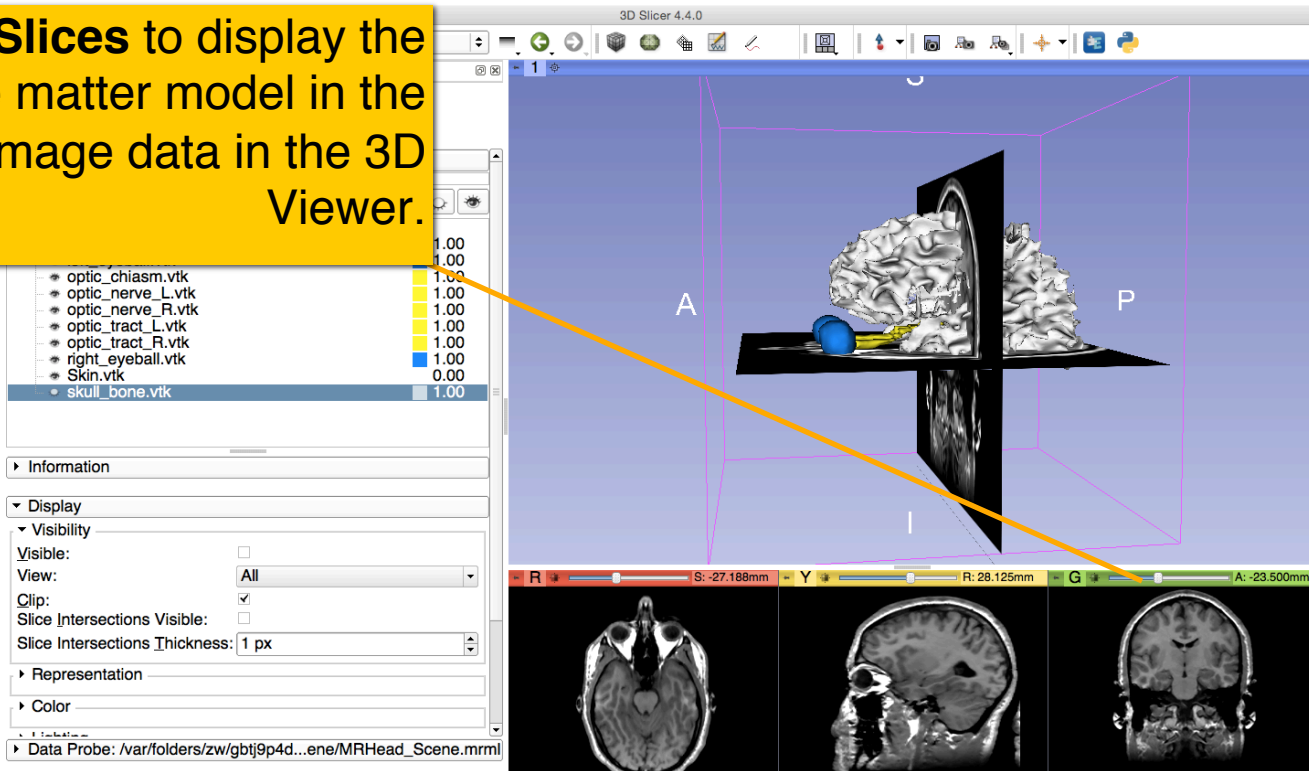 3D Slicer 4.4.0
Slices to display the
matter model in the
mage data in the 3D
Viewer.
1
1.00
1.00
optic_chiasm.vtk 1.00
optic_nerve_L.vtk 1.00
optic_nerve_R.vtk 1.00
optic_tract_L.vtk 1.00
optic_tract_R.vtk 1.00
right_eyeball.vtk 1.00
Skin.vtk 0.00
skull_bone.vtk 1.00
Information
Display
Visibility
Visible:
View: All
Clip:
Slice Intersections Visible:
Slice Intersections Thickness: 1 px
Representation
Color
Data Probe: /var/folders/zw/gbtj9p4d...ene/MRHead_Scene.mrml
A
P
I
R S: -27.188mm
Y R: 28.125mm
G A: -23.500mm